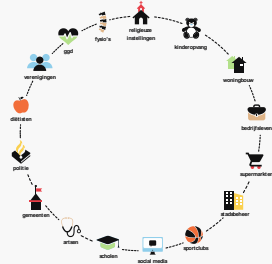 religieuze
instellingen
kinderopvang
woningbouw
bedrijfsleven
supermarkten
stadsbeheer
sportclubs
social media
scholen
artsen
gemeenten
politie
diëtisten
verenigingen
ggd
fysio's